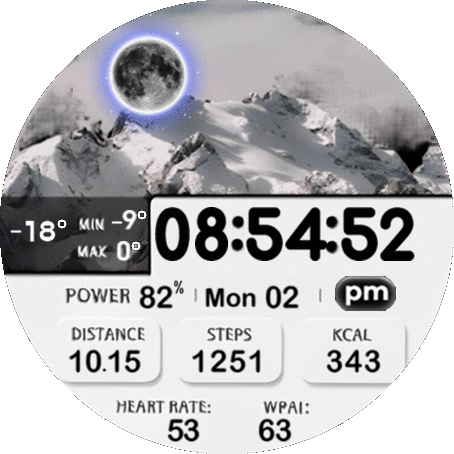 -18° MIN -9° 08:54:52
MAX 0°
POWER 82% | Mon 02 | pm
DISTANCE STEPS KCAL
10.15 1251 343
HEART RATE: WPAI:
53 63